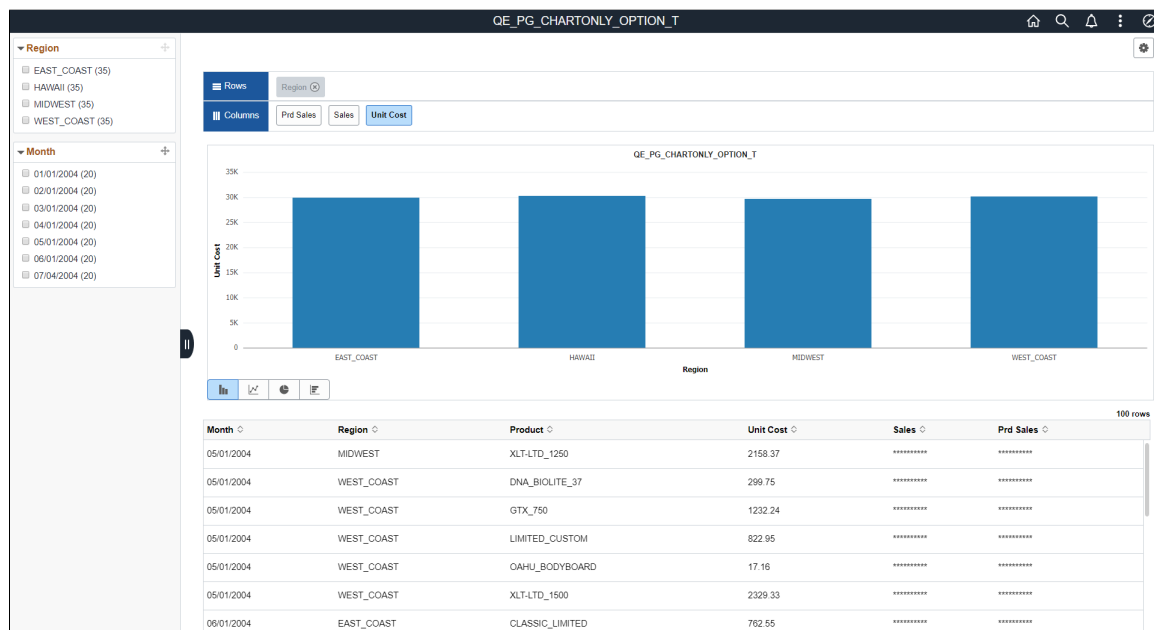 QE_PG_CHARTONLY_OPTION_T
Region
EAST_COAST (35)
HAWAII (35)
MIDWEST (35)
WEST_COAST (35)
Month
01/01/2004 (20)
02/01/2004 (20)
03/01/2004 (20)
04/01/2004 (20)
05/01/2004 (20)
06/01/2004 (20)
07/04/2004 (20)
Rows Region
Columns Prd Sales Sales Unit Cost
QE_PG_CHARTONLY_OPTION_T
35K
30K
25K
20K
15K
10K
5K
0
Unit Cost
EAST_COAST HAWAII MIDWEST WEST_COAST
Region
100 rows
Month Region Product Unit Cost Sales Prd Sales
05/01/2004 MIDWEST XLT-LTD_1250 2158.37 ********** **********
05/01/2004 WEST_COAST DNA_BIOLITE_37 299.75 ********** **********
05/01/2004 WEST_COAST GTX_750 1232.24 ********** **********
05/01/2004 WEST_COAST LIMITED_CUSTOM 822.95 ********** **********
05/01/2004 WEST_COAST OAHU_BODYBOARD 17.16 ********** **********
05/01/2004 WEST_COAST XLT-LTD_1500 2329.33 ********** **********
06/01/2004 EAST_COAST CLASSIC_LIMITED 762.55 ********** **********